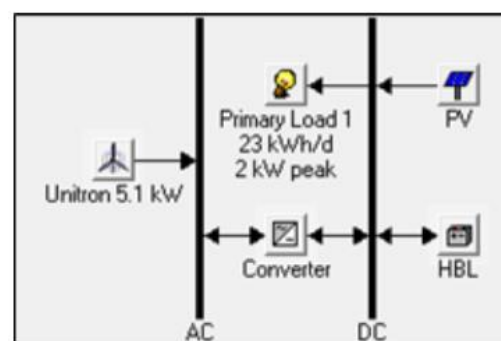 Primary Load 1
23 kWh/d
2 kW peak
PV
Unitron 5.1 kW
Converter
HBL
AC
DC